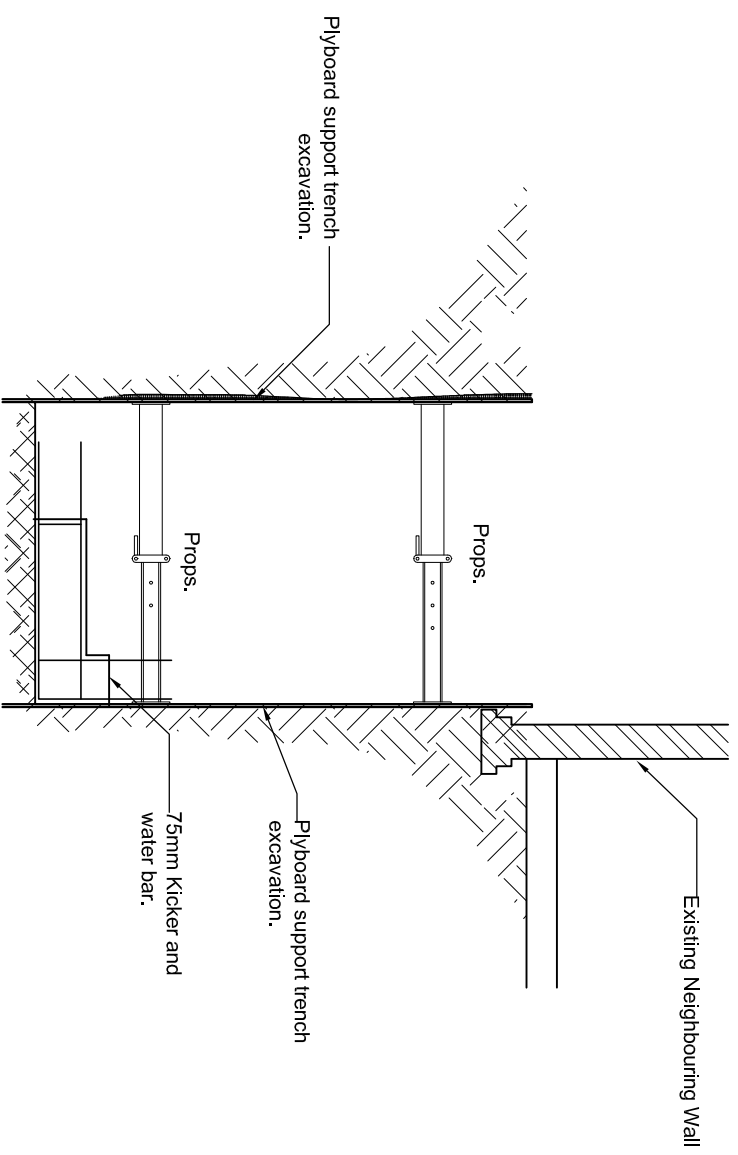 Plyboard support trench
excavation.
Props.
Props.
Existing Neighbouring Wall
Plyboard support trench
excavation.
75mm Kicker and
water bar.